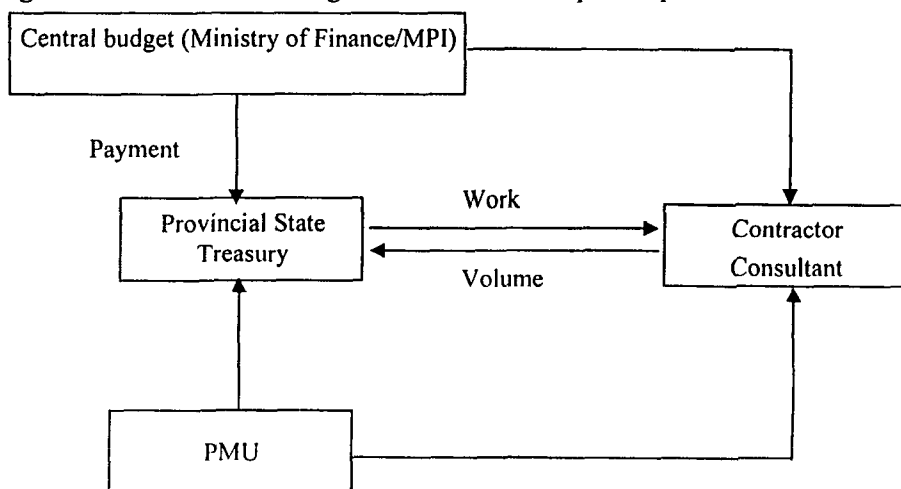 Central budget (Ministry of Finance/MPI)
Payment
Provincial State
Treasury
Work
Volume
Contractor
Consultant
PMU